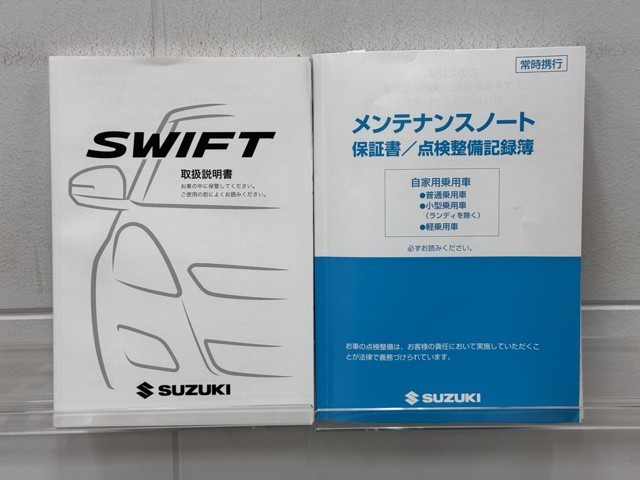 SWIFT
取扱説明書
お車の中に保管してください。
ご使用の前によくお読みください。
SUZUKI
常時携行
メンテナンスノート
保証書／点検整備記録簿
自家用乗用車
●普通乗用車
●小型乗用車
（ランディを除く）
●軽乗用車
必ずお読みください。
お車の点検整備は、お客様の責任において実施していただくこ
とが法律で義務づけられています。
SUZUKI